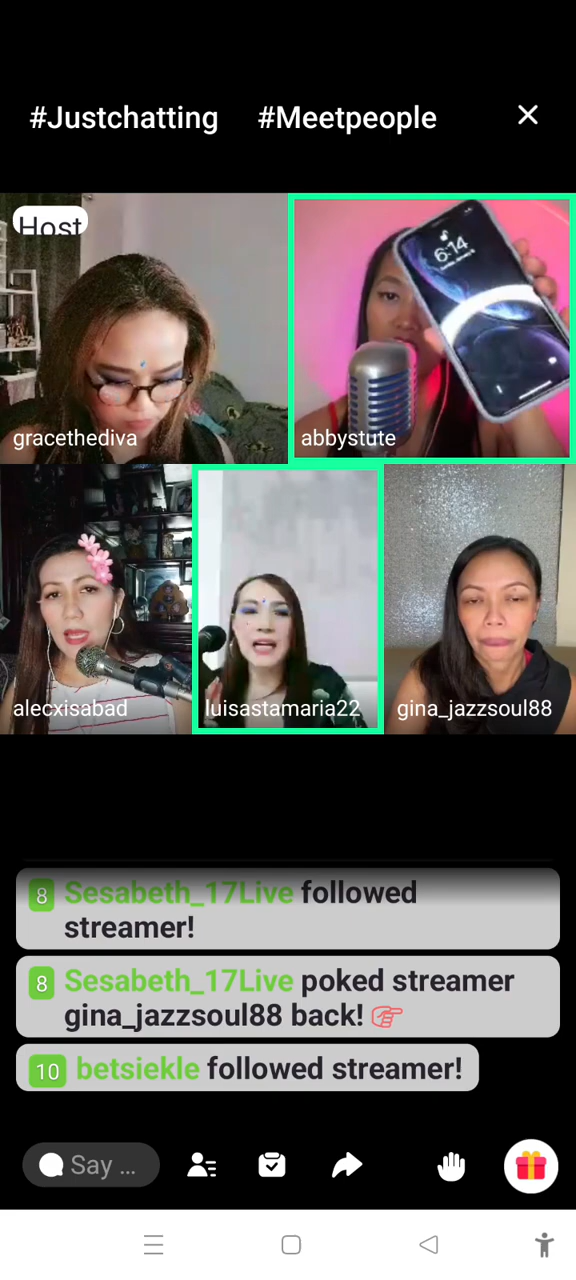 #Justchatting #Meetpeople
Host
gracethediva
abbystute
6:14
alecxisabad
luisastamaria22
gina_jazzsoul88
8 Sesabeth_17Live followed
streamer!
8 Sesabeth_17Live poked streamer
gina_jazzsoul88 back!
10 betsiekle followed streamer!
Say ...